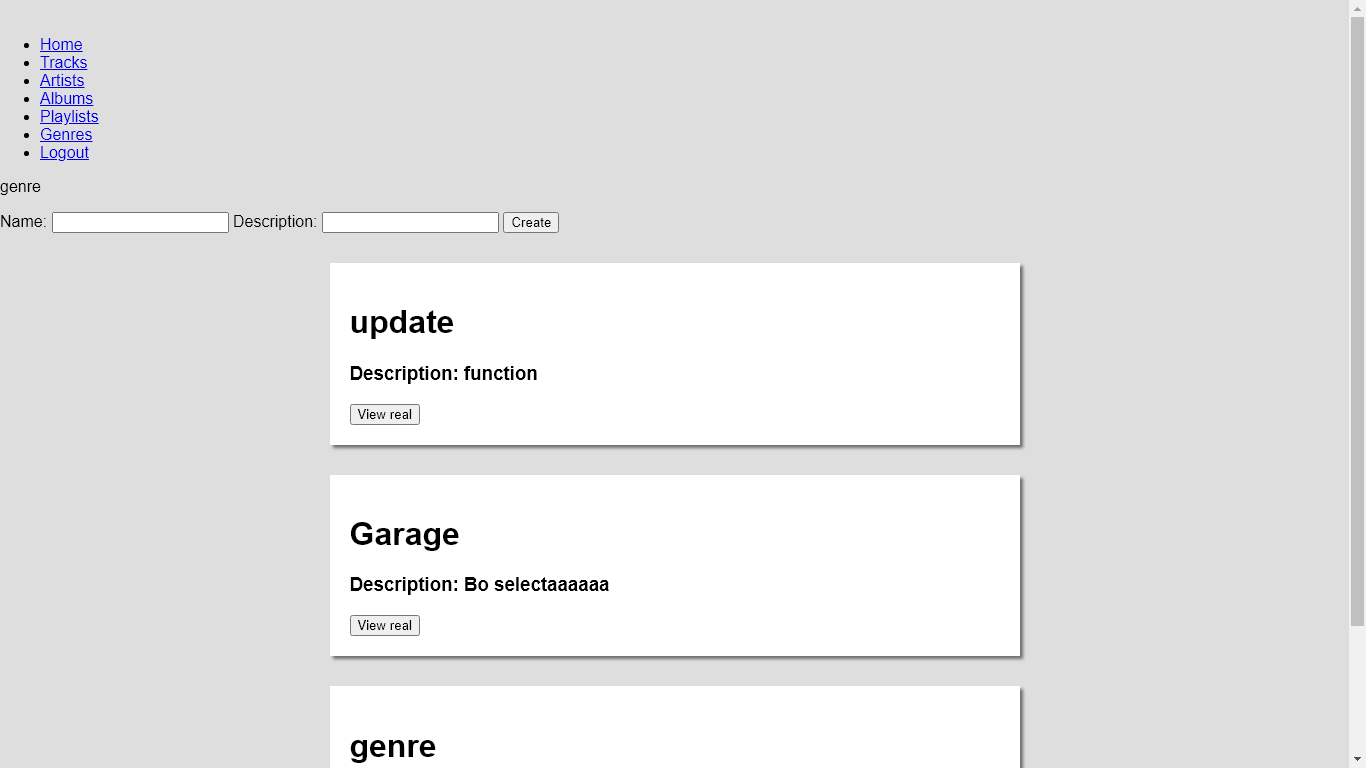 Home
Tracks
Artists
Albums
Playlists
Genres
Logout
genre
Name: Description: Create
update
Description: function
View real
Garage
Description: Bo selectaaaaaa
View real
genre